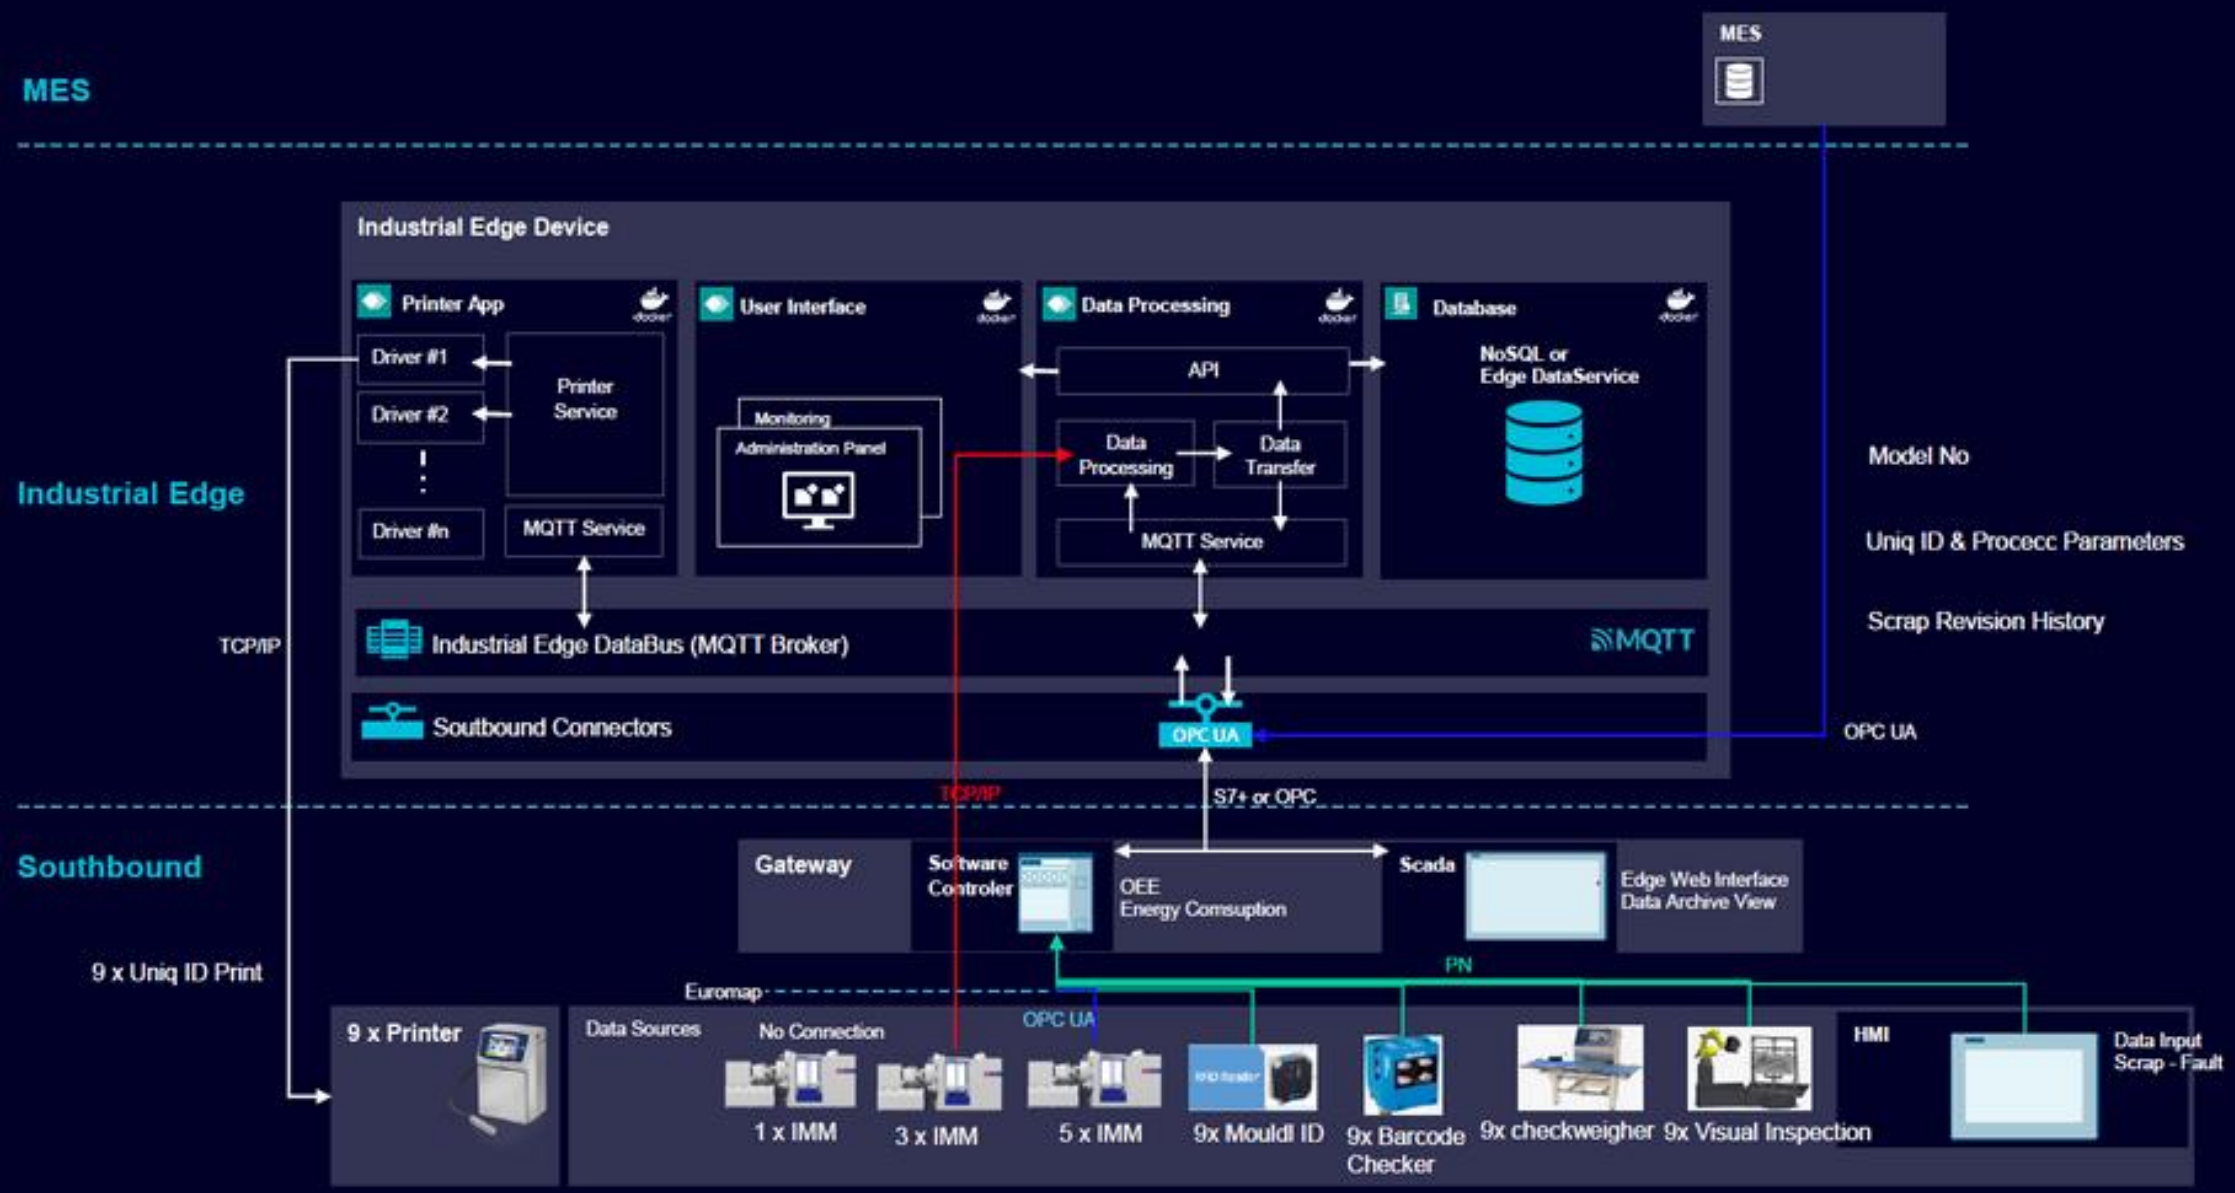 MES
MES
Industrial Edge Device
Printer App
docker
User Interface
docker
Data Processing
docker
Database
docker
Driver #1
Driver #2
Driver #n
Printer
Service
MQTT Service
Monitoring
Administration Panel
API
Data
Processing
Data
Transfer
MQTT Service
NoSQL or
Edge DataService
Industrial Edge
Model No
Uniq ID & Procecc Parameters
Scrap Revision History
TCP/IP
Industrial Edge DataBus (MQTT Broker)
MQTT
Soutbound Connectors
OPC UA
OPC UA
TCP/IP
S7+ or OPC
Southbound
Gateway
Software
Controler
OEE
Energy Comsuption
Scada
Edge Web Interface
Data Archive View
9 x Uniq ID Print
PN
Euromap
OPC UA
9 x Printer
Data Sources
No Connection
HMI
Data Input
Scrap - Fault
RFID Reader
1 x IMM
3 x IMM
5 x IMM
9x Mouldl ID
9x Barcode
Checker
9x checkweigher
9x Visual Inspection